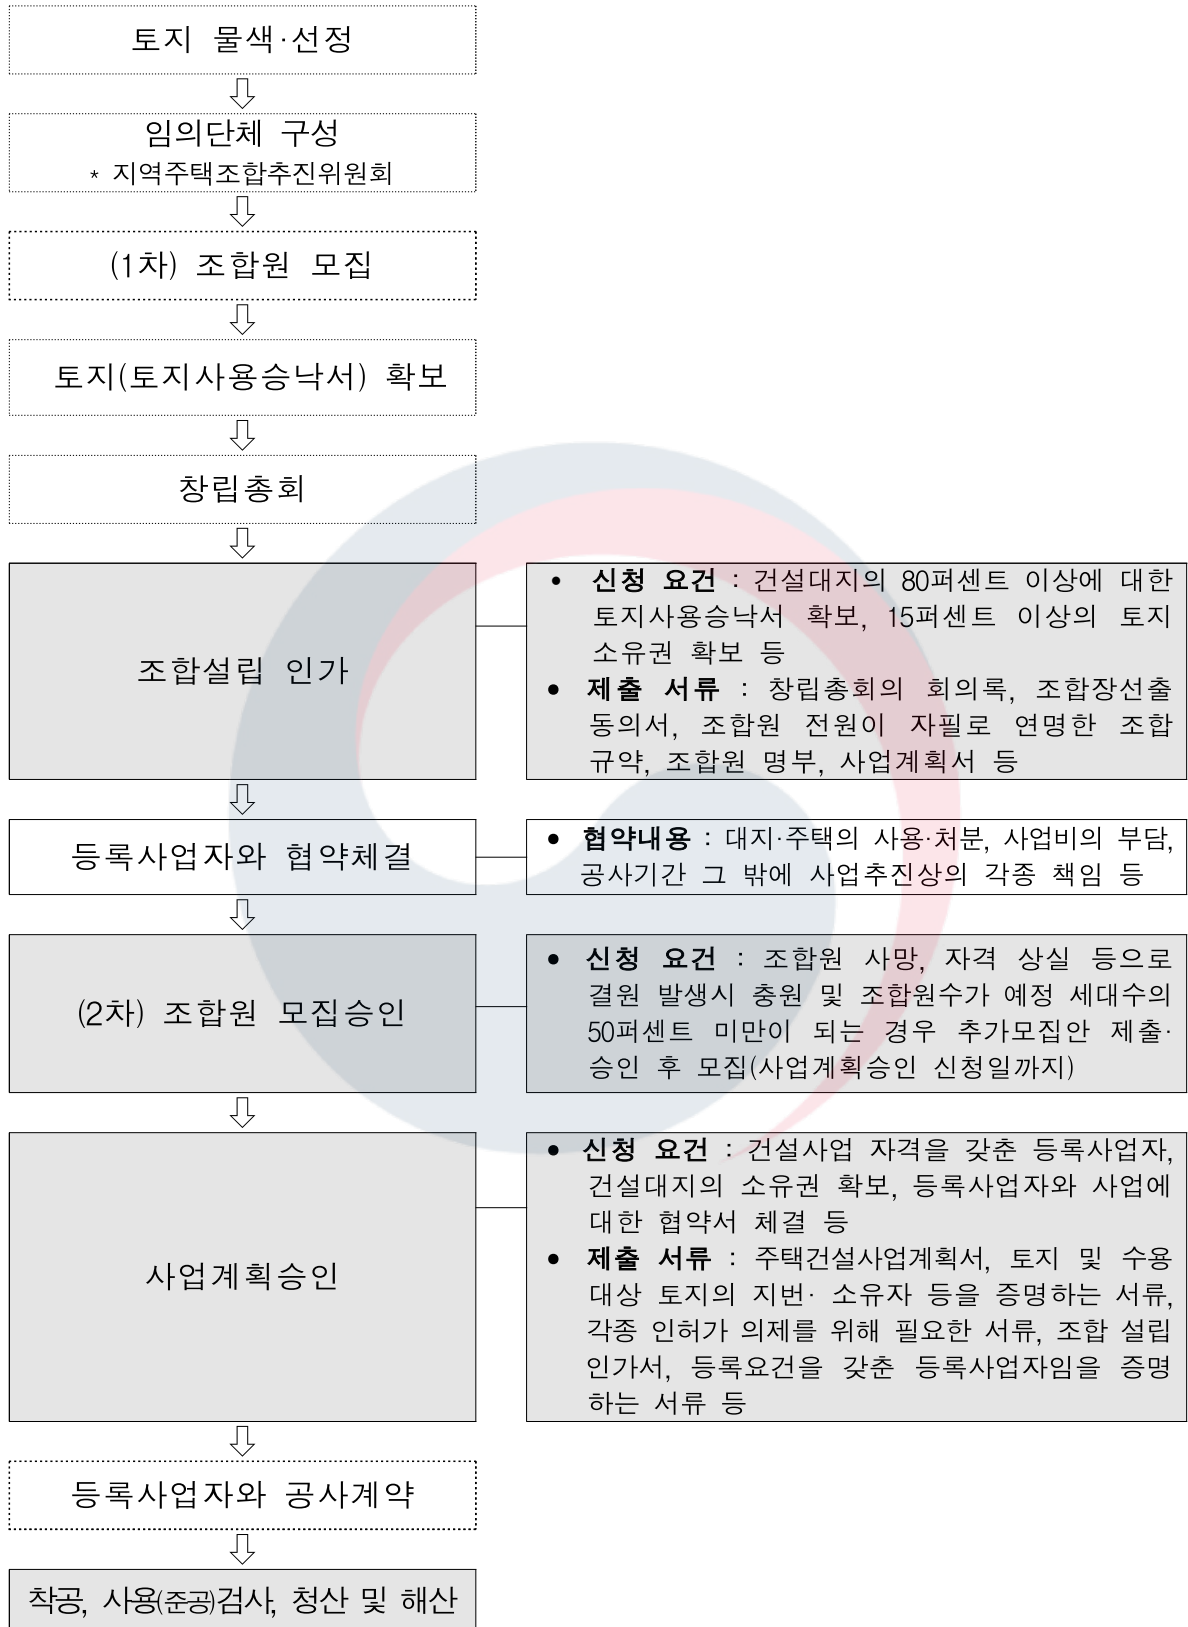 토지 물색·선정
임의단체 구성
* 지역주택조합추진위원회
(1차) 조합원 모집
토지(토지사용승낙서) 확보
창립총회
조합설립 인가
• 신청 요건 : 건설대지의 80퍼센트 이상에 대한
토지사용승낙서 확보, 15퍼센트 이상의 토지
소유권 확보 등
• 제출 서류 : 창립총회의 회의록, 조합장선출
동의서, 조합원 전원이 자필로 연명한 조합
규약, 조합원 명부, 사업계획서 등
등록사업자와 협약체결
• 협약내용 : 대지·주택의 사용·처분, 사업비의 부담,
공사기간 그 밖에 사업추진상의 각종 책임 등
(2차) 조합원 모집승인
• 신청 요건 : 조합원 사망, 자격 상실 등으로
결원 발생시 충원 및 조합원수가 예정 세대수의
50퍼센트 미만이 되는 경우 추가모집안 제출·
승인 후 모집(사업계획승인 신청일까지)
사업계획승인
• 신청 요건 : 건설사업 자격을 갖춘 등록사업자,
건설대지의 소유권 확보, 등록사업자와 사업에
대한 협약서 체결 등
• 제출 서류 : 주택건설사업계획서, 토지 및 수용
대상 토지의 지번· 소유자 등을 증명하는 서류,
각종 인허가 의제를 위해 필요한 서류, 조합 설립
인가서, 등록요건을 갖춘 등록사업자임을 증명
하는 서류 등
등록사업자와 공사계약
착공, 사용(준공)검사, 청산 및 해산